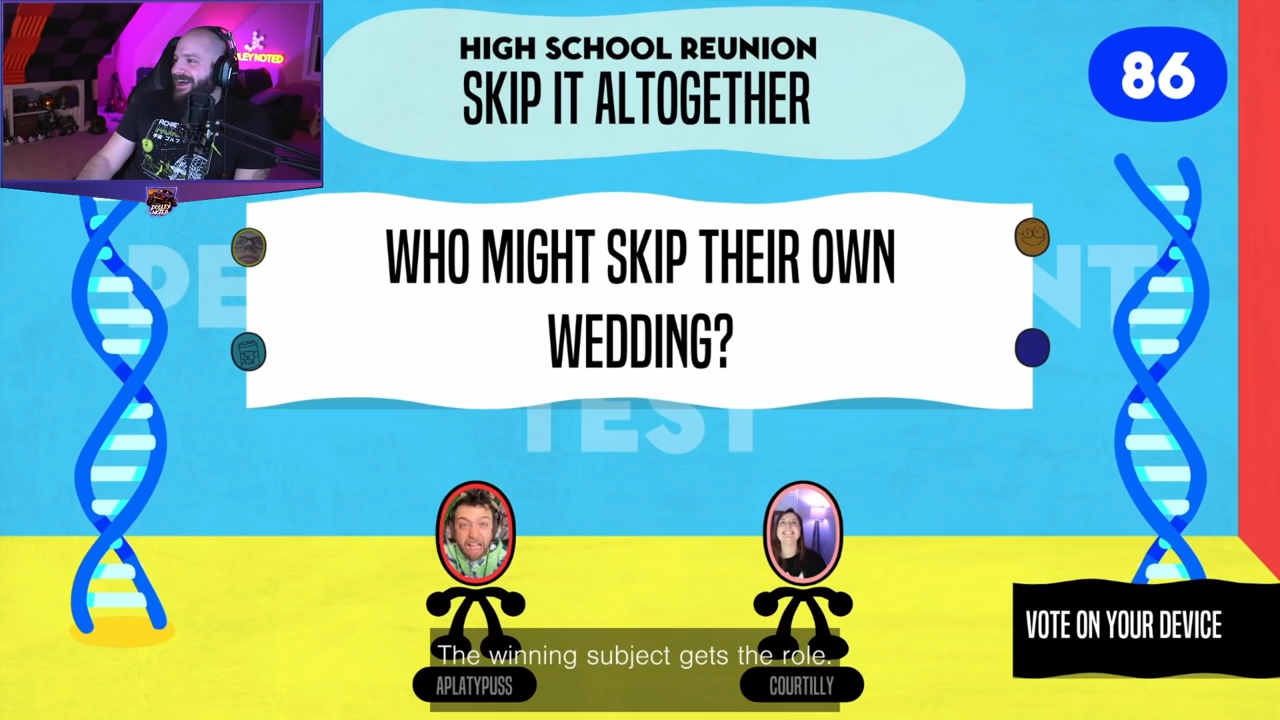 HIGH SCHOOL REUNION
SKIP IT ALTOGETHER
86
WHO MIGHT SKIP THEIR OWN
WEDDING?
TEST
The winning subject gets the role.
APLATYPUSS
COURTILLY
VOTE ON YOUR DEVICE